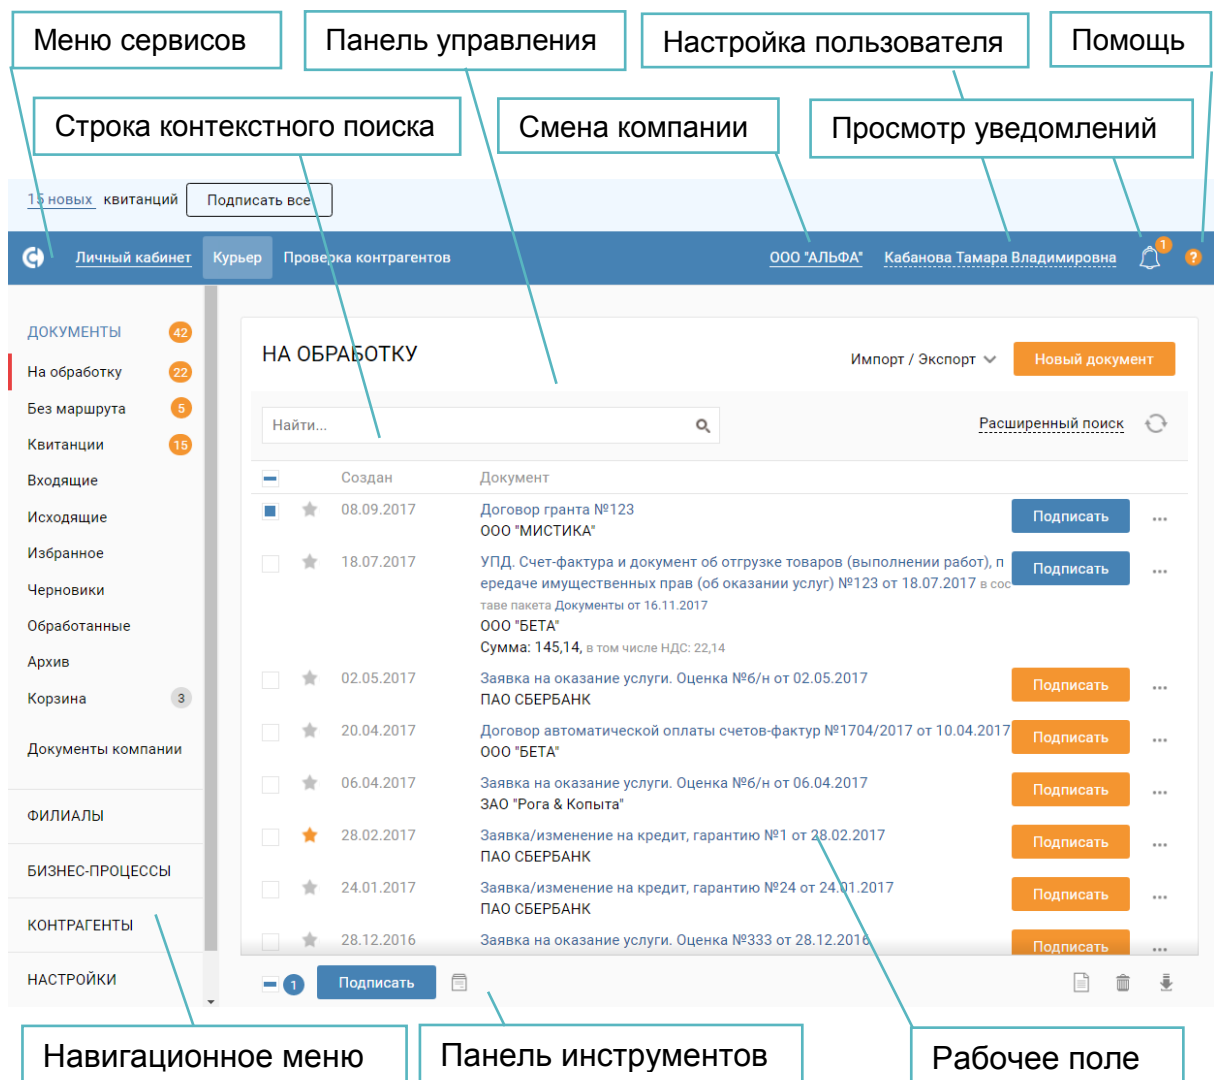 Меню сервисов
Панель управления
Настройка пользователя
Помощь
Строка контекстного поиска
Смена компании
Просмотр уведомлений
15 новых квитанций Подписать все
Личный кабинет Курьер Проверка контрагентов ООО "АЛЬФА" Кабанова Тамара Владимировна 1 ?
ДОКУМЕНТЫ 42
На обработку 22
Без маршрута 5
Квитанции 15
Входящие
Исходящие
Избранное
Черновики
Обработанные
Архив
Корзина 3
Документы компании
ФИЛИАЛЫ
БИЗНЕС-ПРОЦЕССЫ
КОНТРАГЕНТЫ
НАСТРОЙКИ
НА ОБРАБОТКУ Импорт / Экспорт Новый документ
Найти... Расширенный поиск
Создан Документ
08.09.2017 Договор гранта №123 Подписать ...
ООО "МИСТИКА"
18.07.2017 УПД. Счет-фактура и документ об отгрузке товаров (выполнении работ), п Подписать ...
ередаче имущественных прав (об оказании услуг) №123 от 18.07.2017 в сос
таве пакета Документы от 16.11.2017
ООО "БЕТА"
Сумма: 145,14, в том числе НДС: 22,14
02.05.2017 Заявка на оказание услуги. Оценка №б/н от 02.05.2017 Подписать ...
ПАО СБЕРБАНК
20.04.2017 Договор автоматической оплаты счетов-фактур №1704/2017 от 10.04.2017 Подписать ...
ООО "БЕТА"
06.04.2017 Заявка на оказание услуги. Оценка №б/н от 06.04.2017 Подписать ...
ЗАО "Рога & Копыта"
28.02.2017 Заявка/изменение на кредит, гарантию №1 от 28.02.2017 Подписать ...
ПАО СБЕРБАНК
24.01.2017 Заявка/изменение на кредит, гарантию №24 от 24.01.2017 Подписать ...
ПАО СБЕРБАНК
28.12.2016 Заявка на оказание услуги. Оценка №333 от 28.12.2016 Подписать ...
1 Подписать
Навигационное меню
Панель инструментов
Рабочее поле